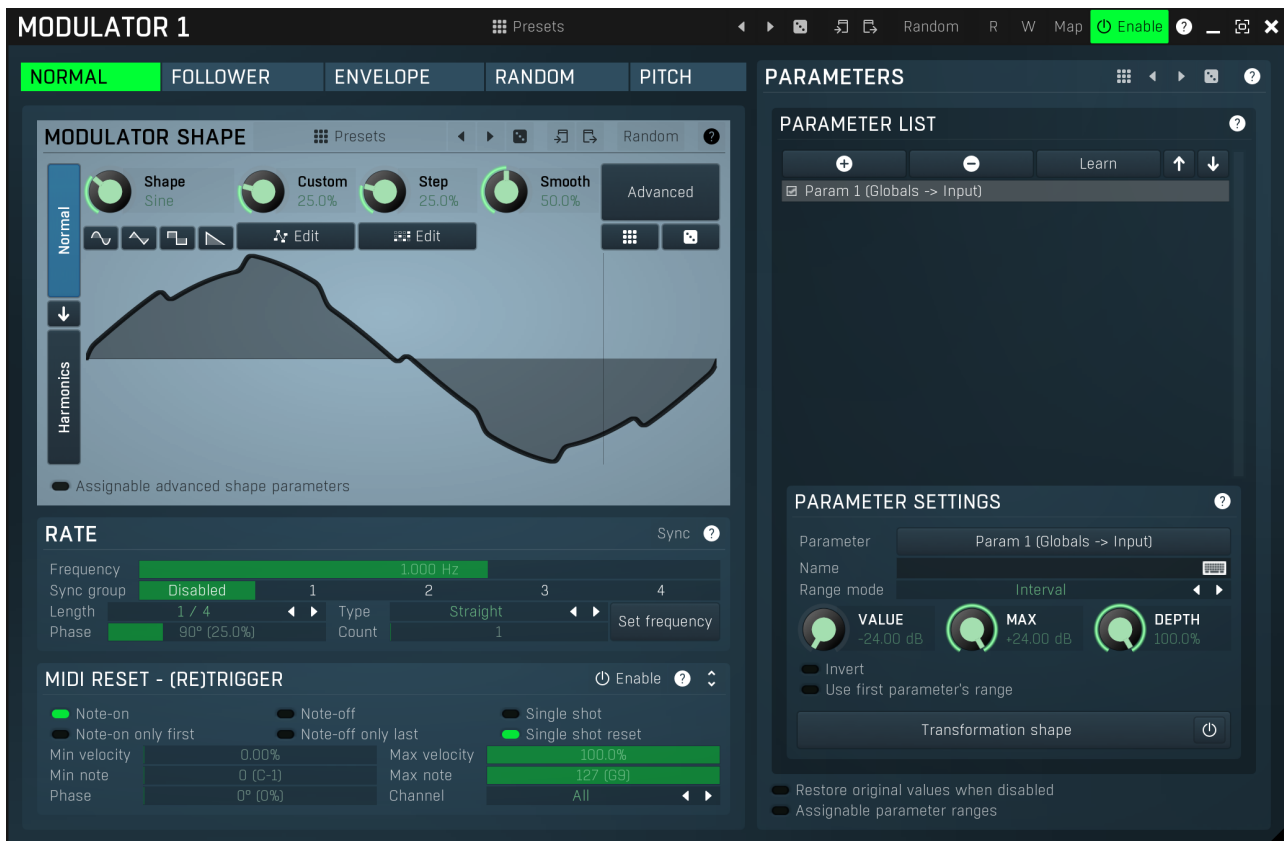 MODULATOR 1 Presets Random R W Map Enable ?
NORMAL FOLLOWER ENVELOPE RANDOM PITCH
MODULATOR SHAPE Presets Random ?
Normal
Harmonics
Shape Custom Step Smooth Advanced
Sine 25.0% 25.0% 50.0%
Edit Edit
Assignable advanced shape parameters
RATE Sync ?
Frequency 1.000 Hz
Sync group Disabled 1 2 3 4
Length 1 / 4 Type Straight Set frequency
Phase 90° (25.0%) Count 1
MIDI RESET - (RE)TRIGGER Enable ?
Note-on Note-off Single shot
Note-on only first Note-off only last Single shot reset
Min velocity 0.00% Max velocity 100.0%
Min note 0 (C-1) Max note 127 (G9)
Phase 0° (0%) Channel All
PARAMETERS ?
PARAMETER LIST ?
Learn
Param 1 (Globals -> Input)
PARAMETER SETTINGS ?
Parameter Param 1 (Globals -> Input)
Name
Range mode Interval
VALUE MAX DEPTH
-24.00 dB +24.00 dB 100.0%
Invert
Use first parameter's range
Transformation shape
Restore original values when disabled
Assignable parameter ranges